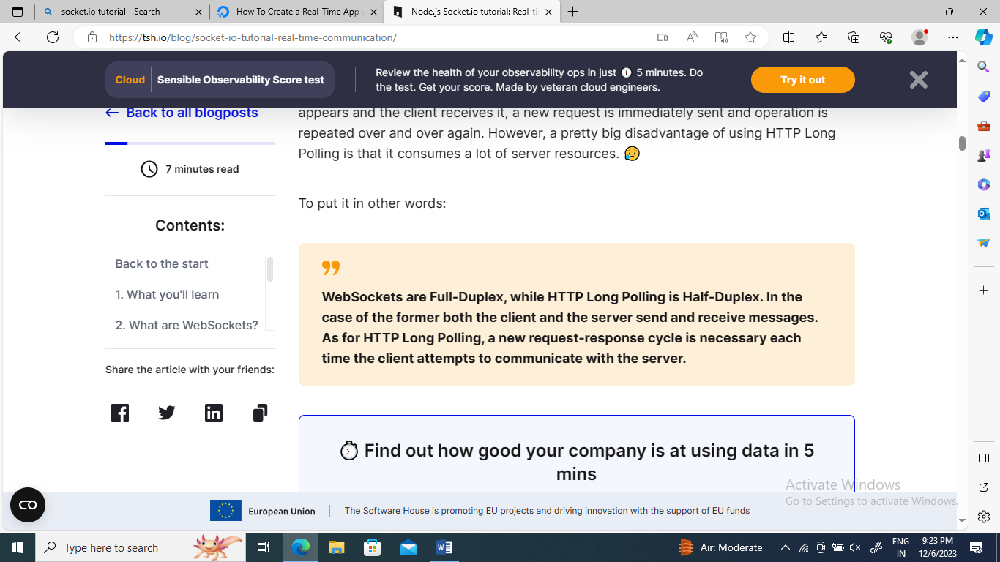 socket.io tutorial - Search
How To Create a Real-Time App
Node.js Socket.io tutorial: Real-ti
https://tsh.io/blog/socket-io-tutorial-real-time-communication/
Cloud Sensible Observability Score test
Review the health of your observability ops in just 5 minutes. Do
the test. Get your score. Made by veteran cloud engineers.
Try it out
← Back to all blogposts
7 minutes read
Contents:
Back to the start
1. What you'll learn
2. What are WebSockets?
Share the article with your friends:
appears and the client receives it, a new request is immediately sent and operation is
repeated over and over again. However, a pretty big disadvantage of using HTTP Long
Polling is that it consumes a lot of server resources. 😥
To put it in other words:
WebSockets are Full-Duplex, while HTTP Long Polling is Half-Duplex. In the
case of the former both the client and the server send and receive messages.
As for HTTP Long Polling, a new request-response cycle is necessary each
time the client attempts to communicate with the server.
⏱ Find out how good your company is at using data in 5
mins
Activate Windows
Go to Settings to activate Windows.
European Union
The Software House is promoting EU projects and driving innovation with the support of EU funds
Type here to search
Air: Moderate
ENG
IN
9:23 PM
12/6/2023